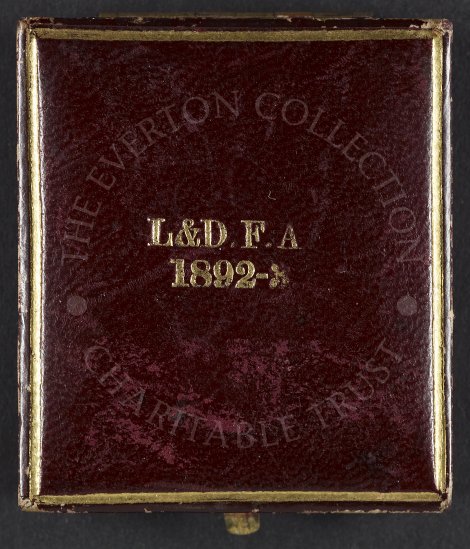 THE EVERTON COLLECTION
L&D. F. A
1892-3
CHARITABLE TRUST